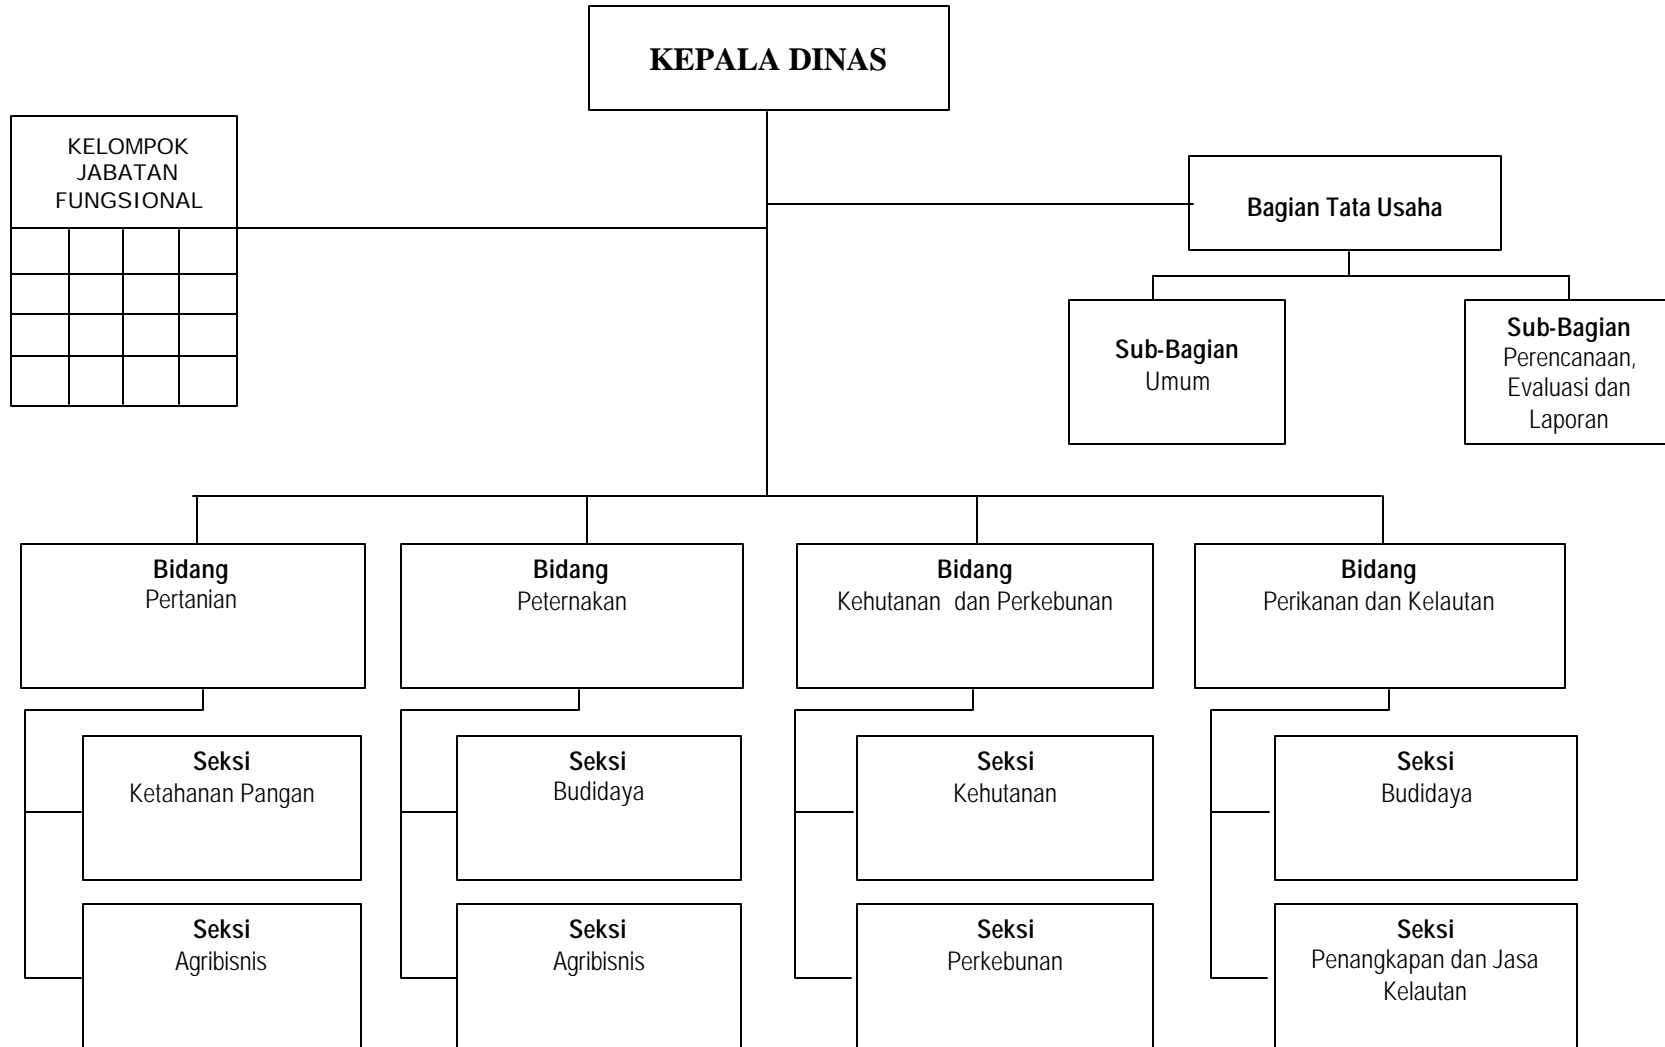 KEPALA DINAS
KELOMPOK
JABATAN
FUNGSIONAL
Bagian Tata Usaha
Sub-Bagian
Umum
Sub-Bagian
Perencanaan,
Evaluasi dan
Laporan
Bidang
Pertanian
Bidang
Peternakan
Bidang
Kehutanan dan Perkebunan
Bidang
Perikanan dan Kelautan
Seksi
Ketahanan Pangan
Seksi
Budidaya
Seksi
Kehutanan
Seksi
Budidaya
Seksi
Agribisnis
Seksi
Agribisnis
Seksi
Perkebunan
Seksi
Penangkapan dan Jasa
Kelautan